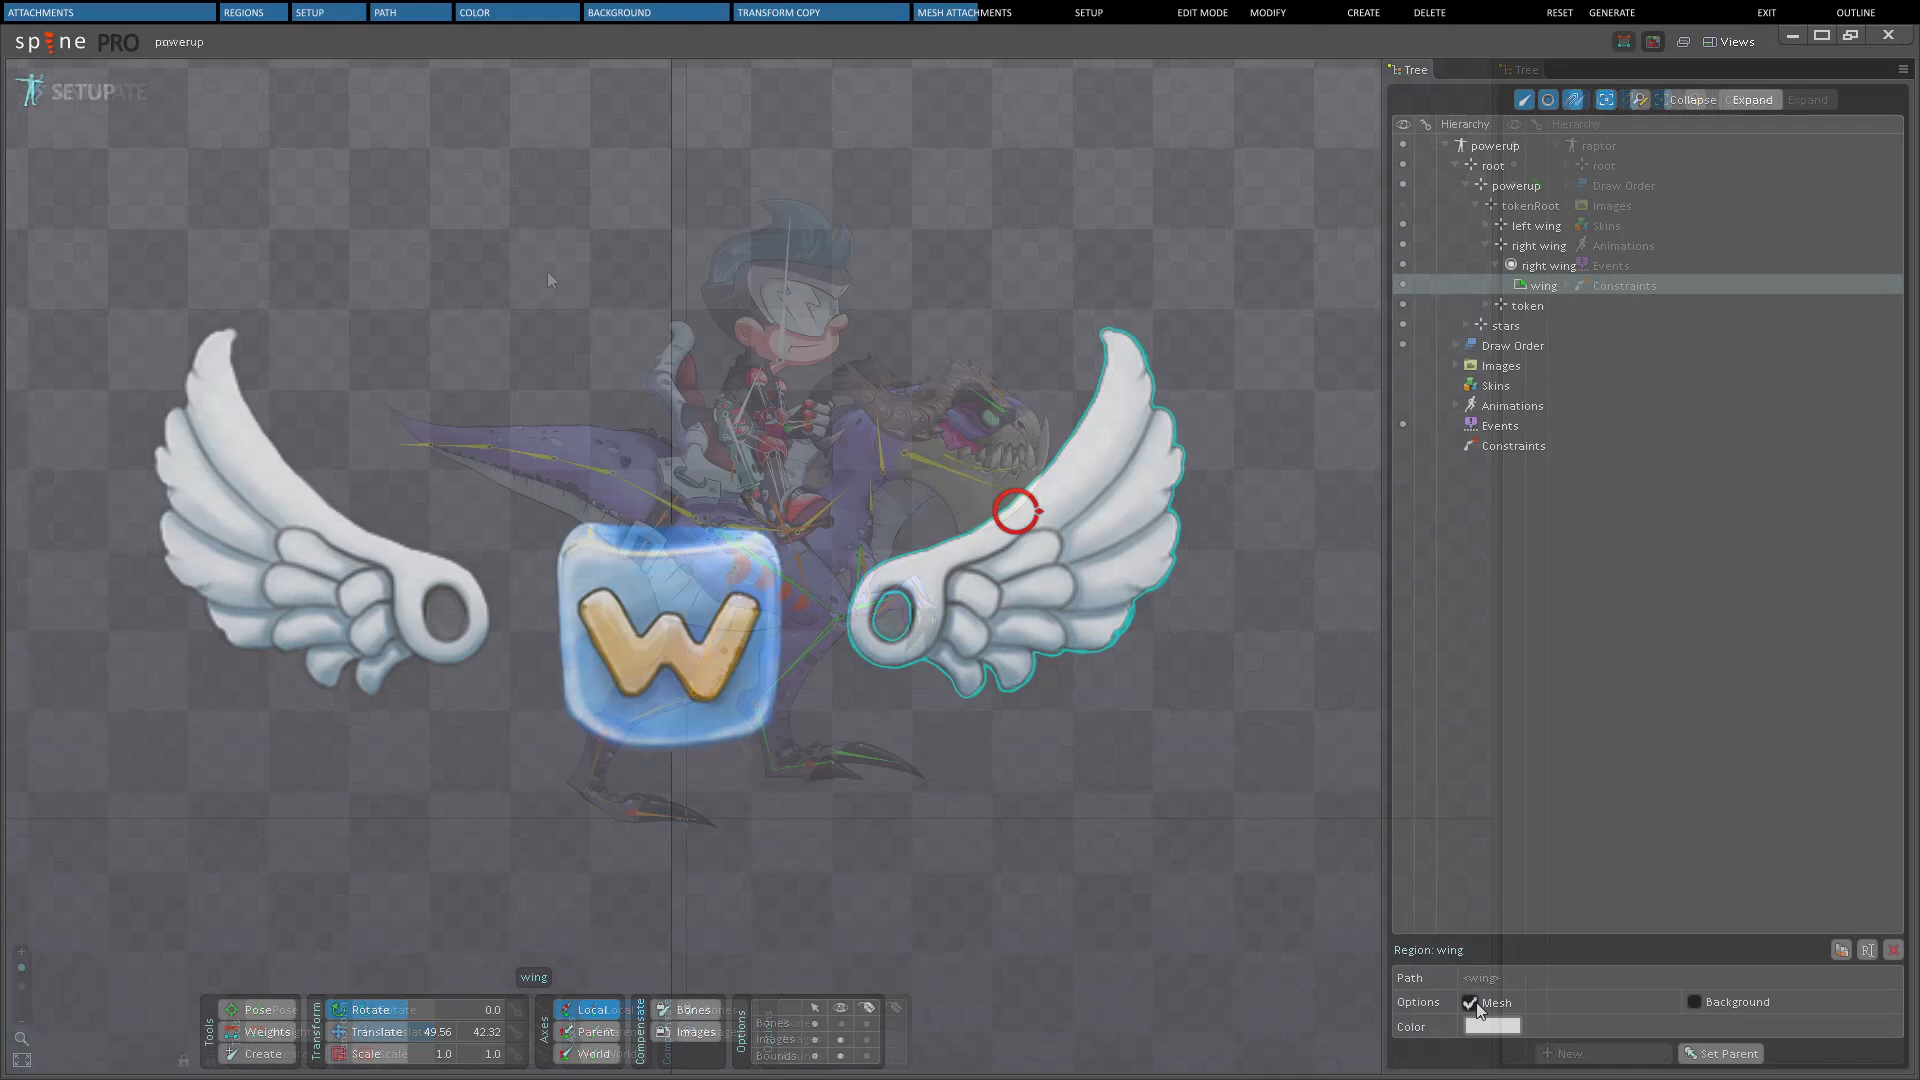 ATTACHMENTS REGIONS SETUP PATH COLOR BACKGROUND TRANSFORM COPY MESH ATTACHMENTS SETUP EDIT MODE MODIFY CREATE DELETE RESET GENERATE EXIT OUTLINE
spine PRO powerup
Views
SETUP
Tree Tree
Collapse Expand Expand
Hierarchy Hierarchy
powerup raptor
root root
powerup Draw Order
tokenRoot Images
left wing Skins
right wing Animations
right wing Events
wing Constraints
token
stars
Draw Order
Images
Skins
Animations
Events
Constraints
W
Region: wing
Path <wing>
Options Mesh Background
Color
New... Set Parent
wing
Tools
Pose
Weights
Create
Transform
Rotate 0.0
Translate 49.56 42.32
Scale 1.0 1.0
Axes
Local
Parent
World
Compensate
Bones
Images
Options
Bones
Images
Bounds